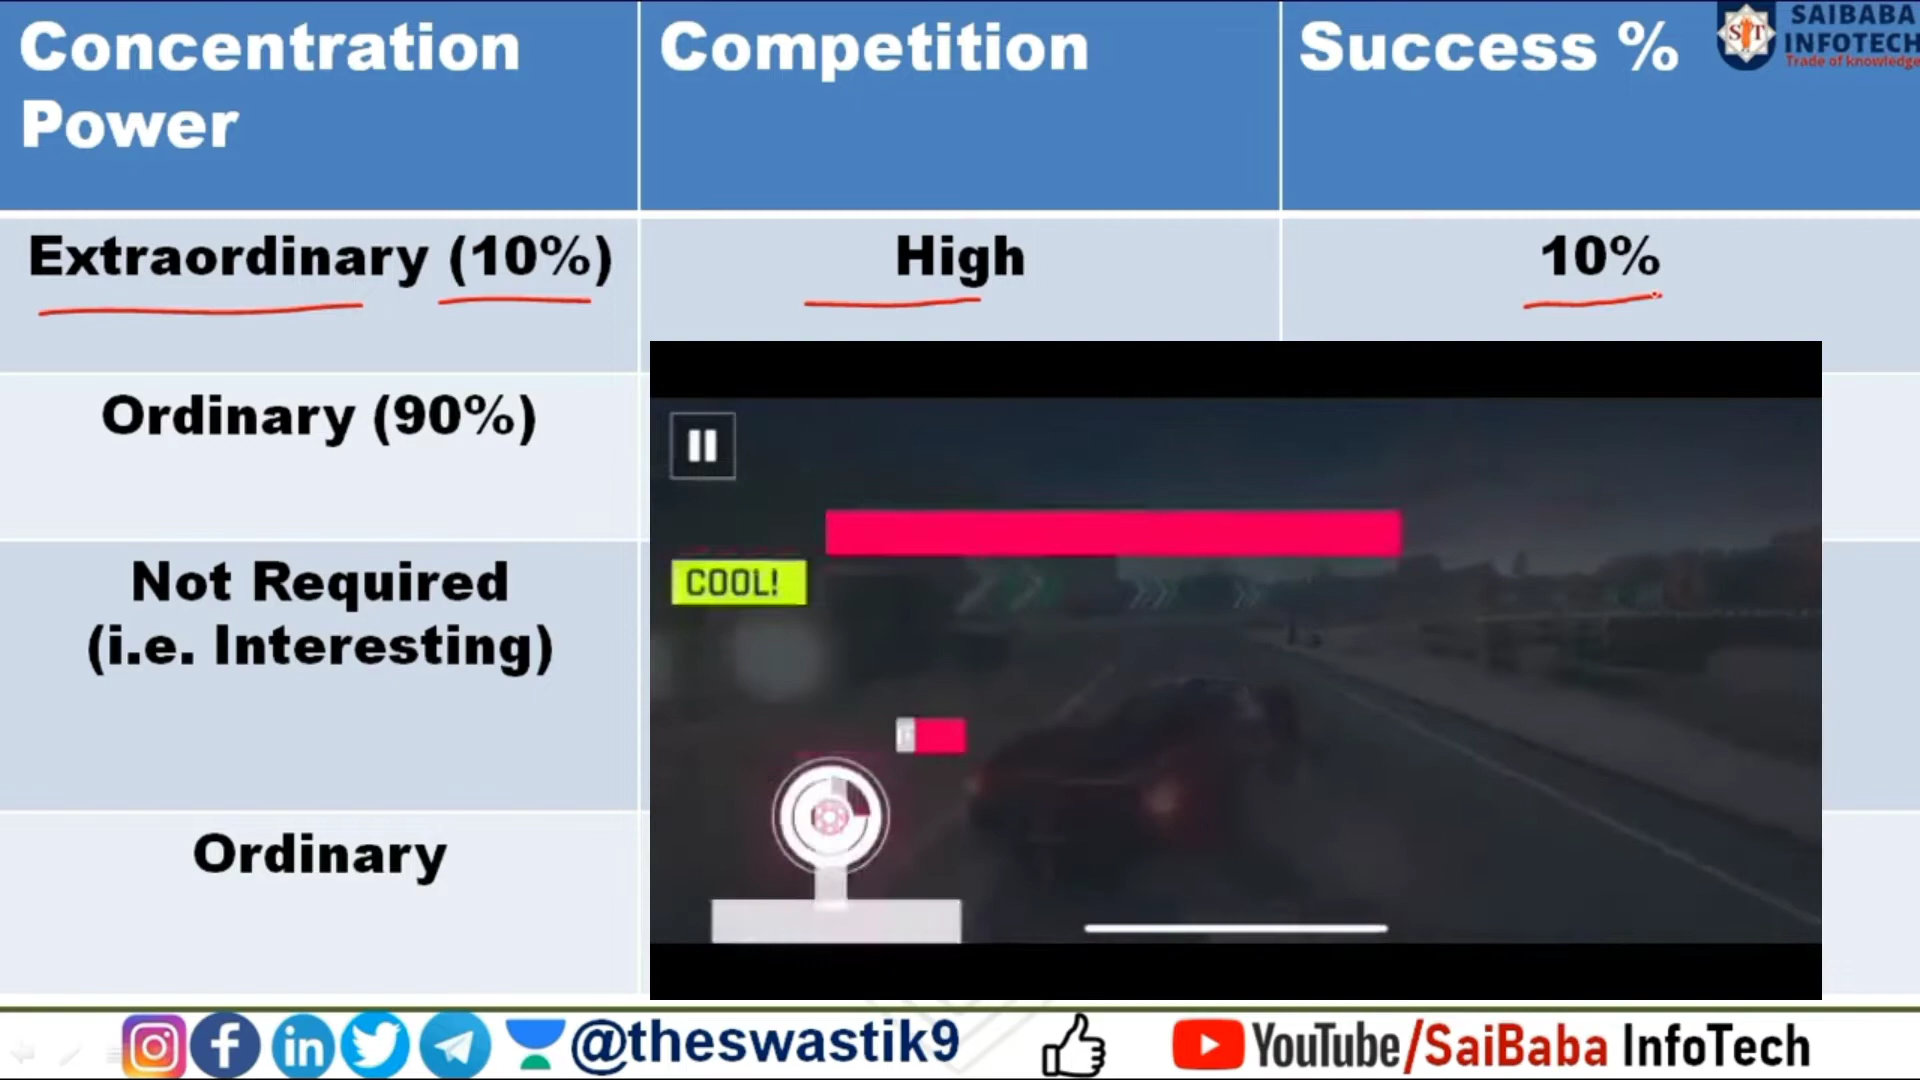 Concentration
Power
Competition
Success %
SAIBABA
INFOTECH
Trade of knowledge
Extraordinary (10%)
High
10%
Ordinary (90%)
COOL!
Not Required
(i.e. Interesting)
Ordinary
@theswastik9
YouTube/SaiBaba InfoTech